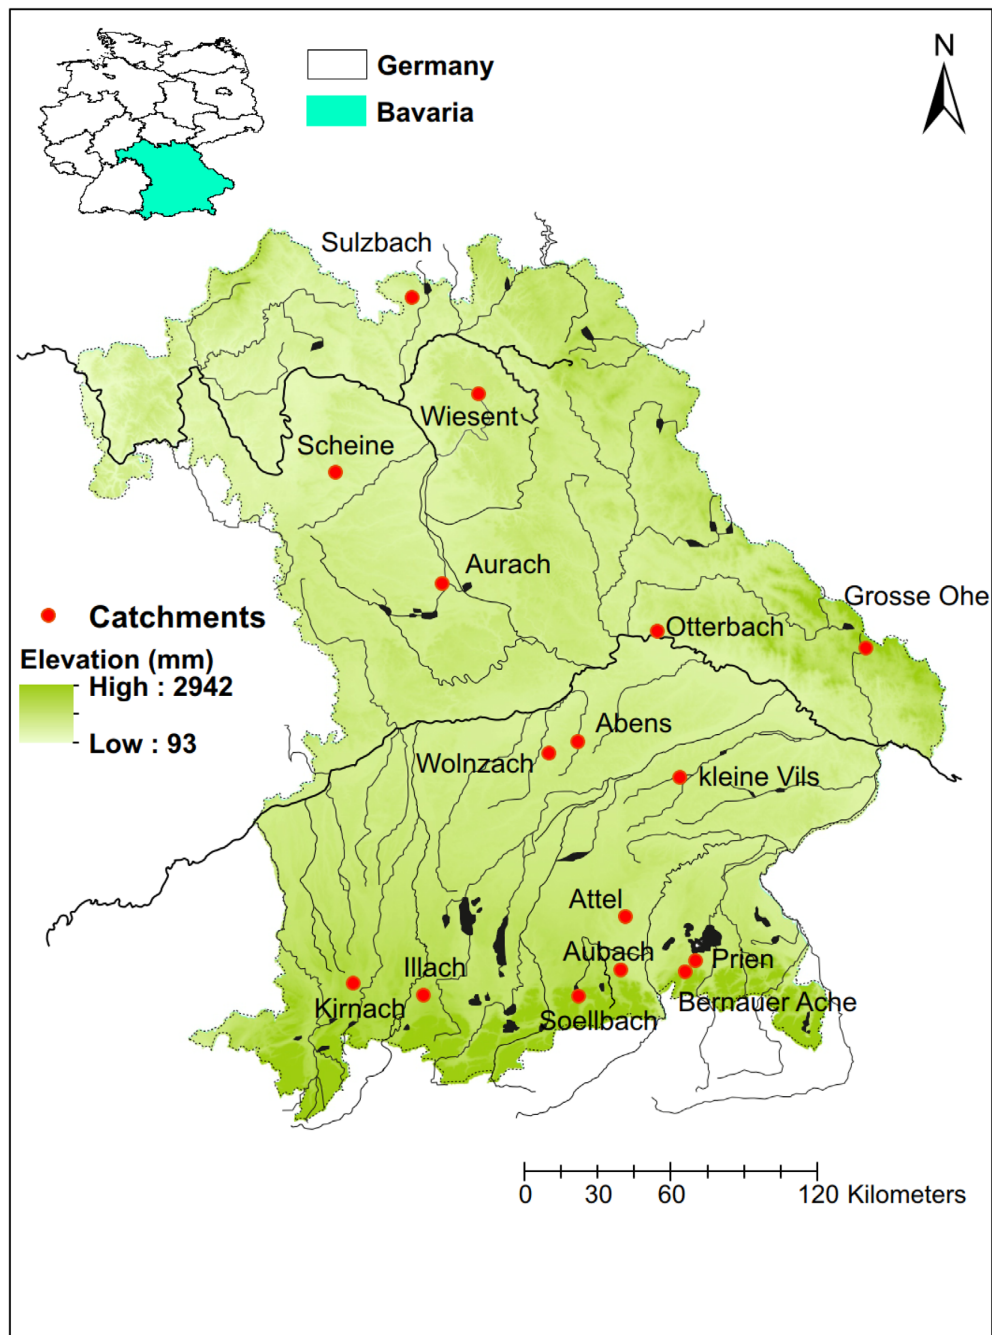 Germany
Bavaria
N
Sulzbach
Wiesent
Scheine
Aurach
Grosse Ohe
Catchments
Otterbach
Elevation (mm)
High : 2942
Low : 93
Abens
Wolnzach
kleine Vils
Attel
Aubach
Prien
Illach
Kirnach
Bernauer Ache
Soellbach
0 30 60 120 Kilometers